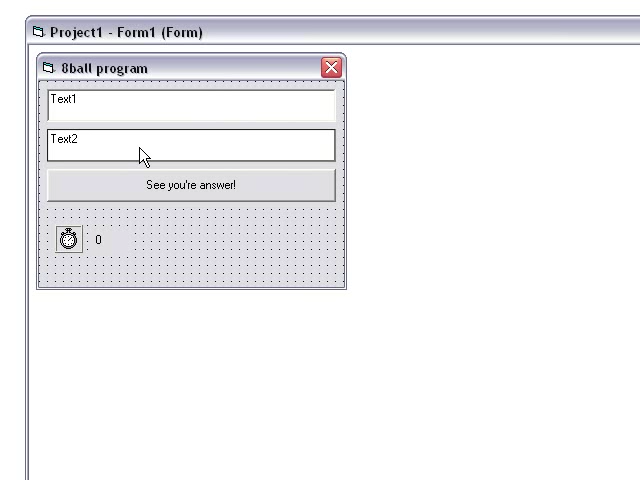 Project1 - Form1 (Form)
8ball program
Text1
Text2
See you're answer!
0